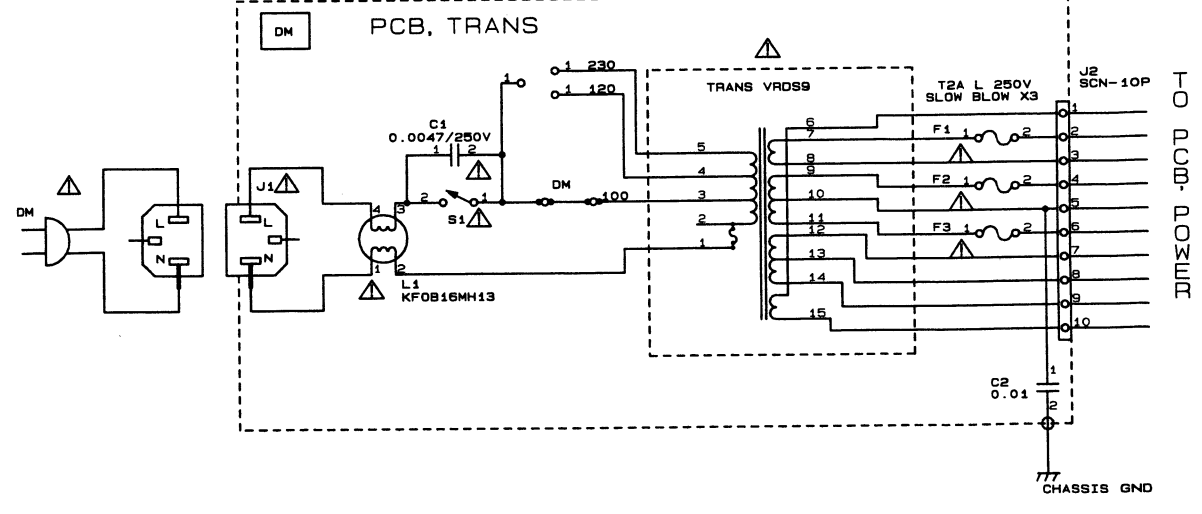 DM
PCB, TRANS
TRANS VRDS9
T2A L 250V
SLOW BLOW X3
J2
SCN-10P
TO PCB, POWER
1 230
1 120
1
C1
0.0047/250V
1 2
2 1
S1
DM
100
5
4
3
2
1
6
7
8
9
10
11
12
13
14
15
F1 1 2
F2 1 2
F3 1 2
1
2
3
4
5
6
7
8
9
10
DM
L
N
J1
L
N
4 3
1 2
L1
KF0B16MH13
C2
0.01
1
2
CHASSIS GND